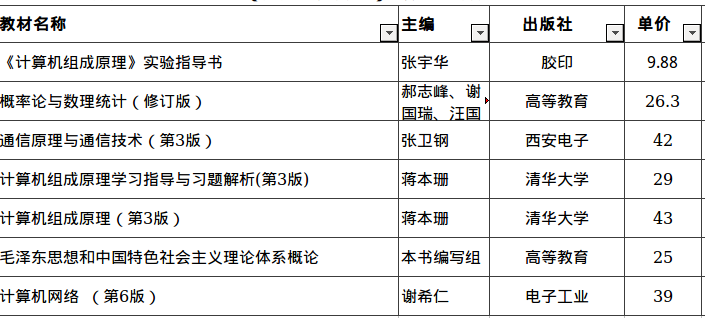 教材名称 主编 出版社 单价
《计算机组成原理》实验指导书 张宇华 胶印 9.88
概率论与数理统计（修订版） 郝志峰、谢国瑞、汪国 高等教育 26.3
通信原理与通信技术（第3版） 张卫钢 西安电子 42
计算机组成原理学习指导与习题解析(第3版) 蒋本珊 清华大学 29
计算机组成原理（第3版） 蒋本珊 清华大学 43
毛泽东思想和中国特色社会主义理论体系概论 本书编写组 高等教育 25
计算机网络 （第6版） 谢希仁 电子工业 39